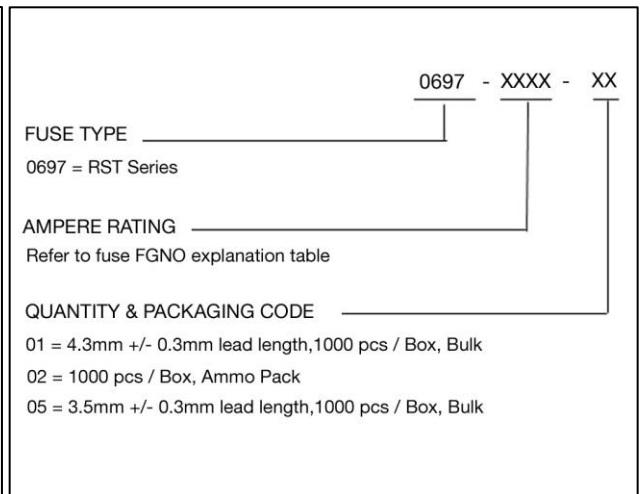 0697 - XXXX - XX
FUSE TYPE
0697 = RST Series
AMPERE RATING
Refer to fuse FGNO explanation table
QUANTITY & PACKAGING CODE
01 = 4.3mm +/- 0.3mm lead length,1000 pcs / Box, Bulk
02 = 1000 pcs / Box, Ammo Pack
05 = 3.5mm +/- 0.3mm lead length,1000 pcs / Box, Bulk